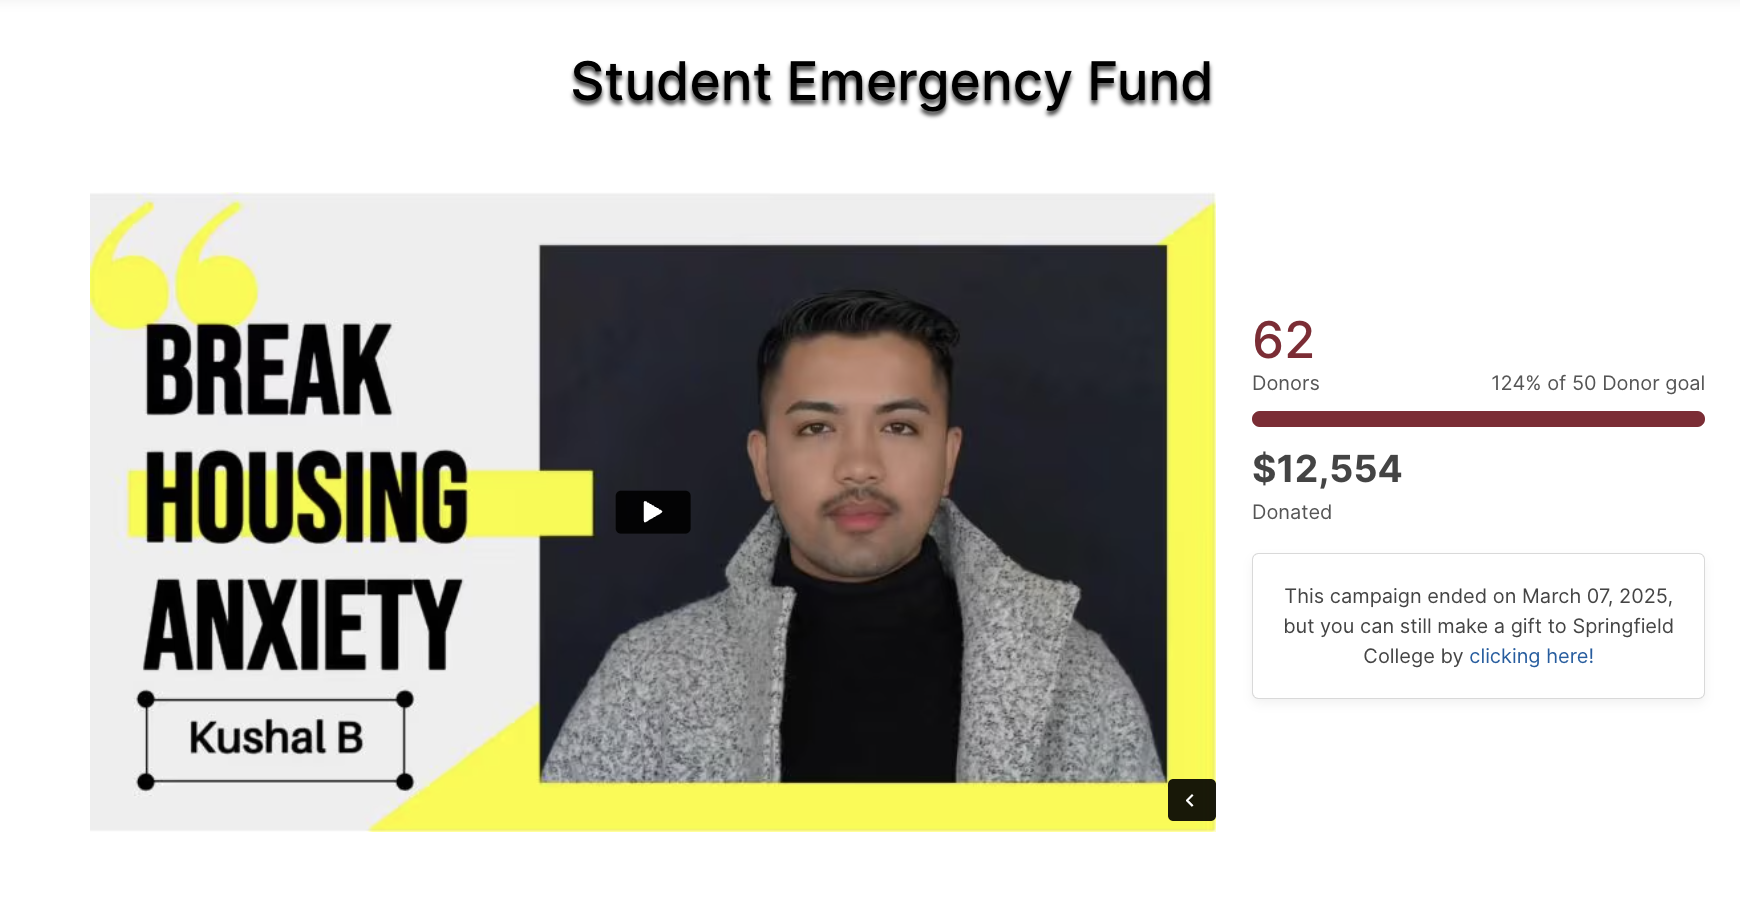 Student Emergency Fund
“
BREAK
HOUSING
ANXIETY
Kushal B
62
Donors
124% of 50 Donor goal
$12,554
Donated
This campaign ended on March 07, 2025,
but you can still make a gift to Springfield
College by clicking here!